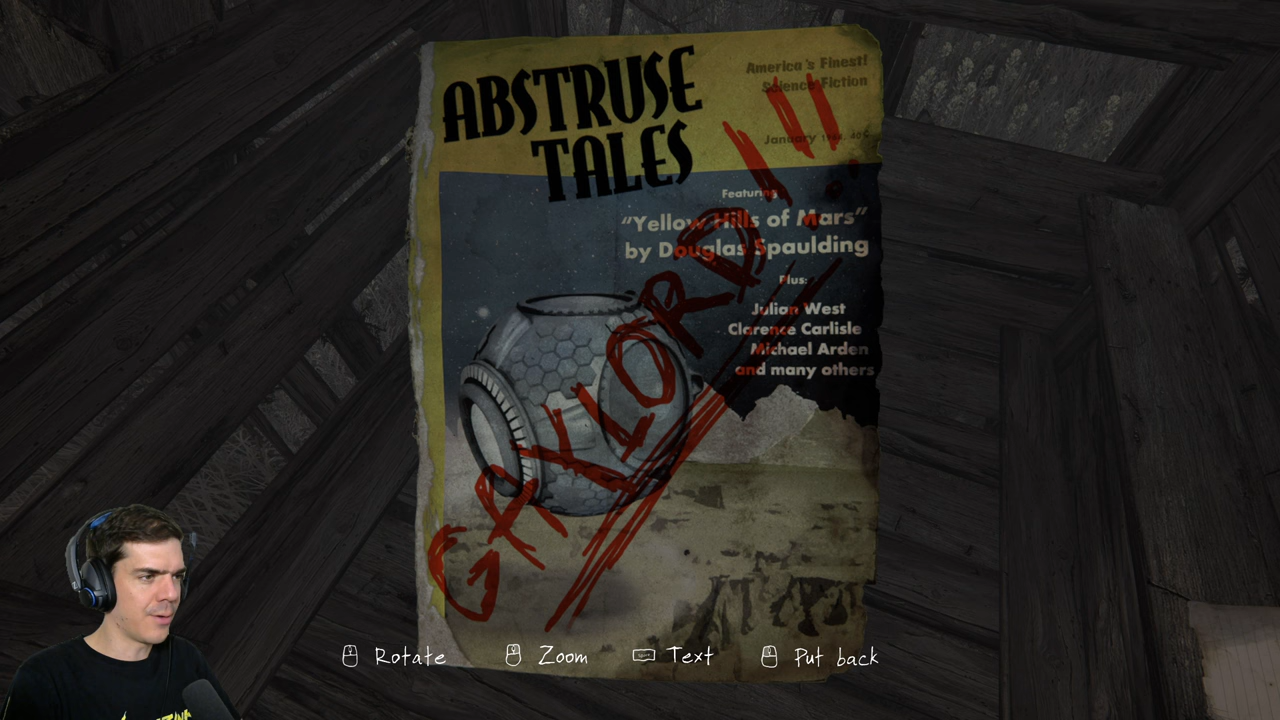 ABSTRUSE
TALES
America's Finest!
Science Fiction
January
Featuring
"Yellow Hills of Mars"
by Douglas Spaulding
Plus:
Julian West
Clarence Carlisle
Michael Arden
and many others
Rotate
Zoom
Text
Put back